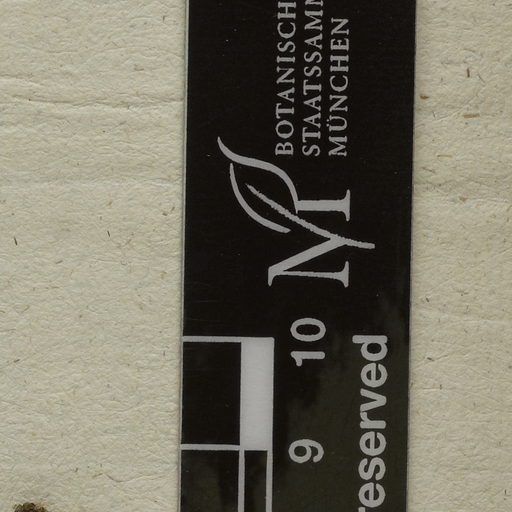 BOTANISCH
STAATSSAMM
MÜNCHEN
9 10
reserved